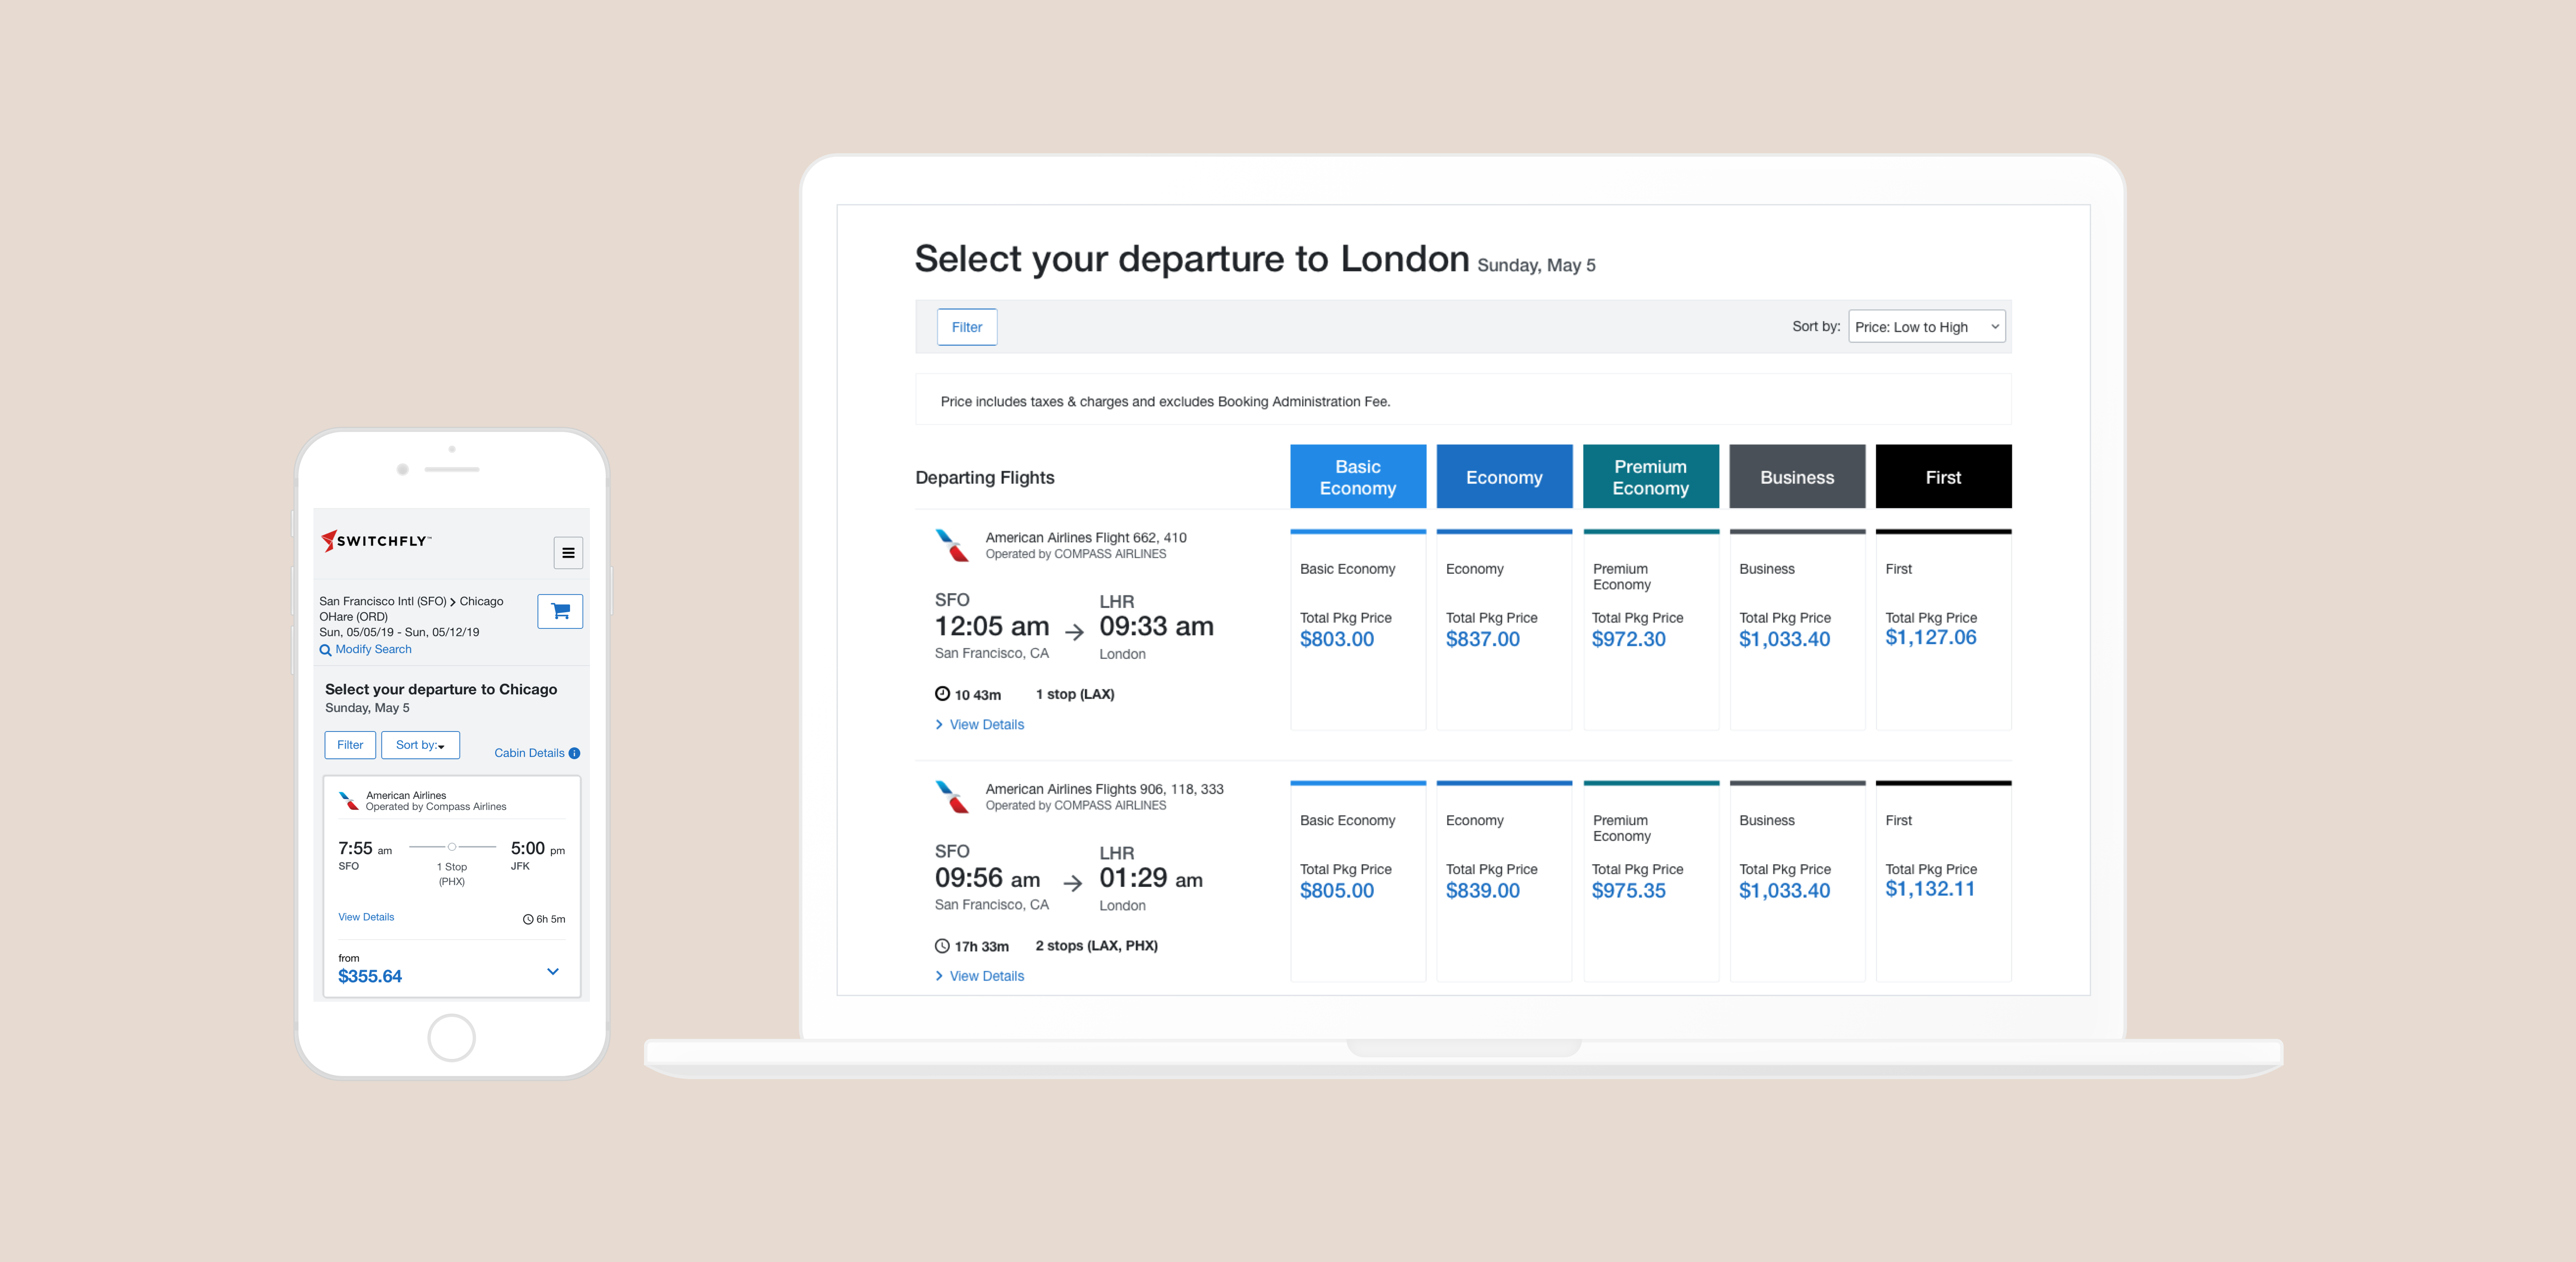 SWITCHFLY™
San Francisco Intl (SFO) > Chicago
OHare (ORD)
Sun, 05/05/19 - Sun, 05/12/19
Modify Search
Select your departure to Chicago
Sunday, May 5
Filter
Sort by:
Cabin Details
American Airlines
Operated by Compass Airlines
7:55 am
5:00 pm
SFO
1 Stop
JFK
(PHX)
View Details
6h 5m
from
$355.64
Select your departure to London Sunday, May 5
Filter
Sort by: Price: Low to High
Price includes taxes & charges and excludes Booking Administration Fee.
Departing Flights
Basic
Economy
Economy
Premium
Economy
Business
First
American Airlines Flight 662, 410
Operated by COMPASS AIRLINES
SFO
LHR
12:05 am → 09:33 am
San Francisco, CA
London
10 43m
1 stop (LAX)
> View Details
Basic Economy
Total Pkg Price
$803.00
Economy
Total Pkg Price
$837.00
Premium
Economy
Total Pkg Price
$972.30
Business
Total Pkg Price
$1,033.40
First
Total Pkg Price
$1,127.06
American Airlines Flights 906, 118, 333
Operated by COMPASS AIRLINES
SFO
LHR
09:56 am → 01:29 am
San Francisco, CA
London
17h 33m
2 stops (LAX, PHX)
> View Details
Basic Economy
Total Pkg Price
$805.00
Economy
Total Pkg Price
$839.00
Premium
Economy
Total Pkg Price
$975.35
Business
Total Pkg Price
$1,033.40
First
Total Pkg Price
$1,132.11